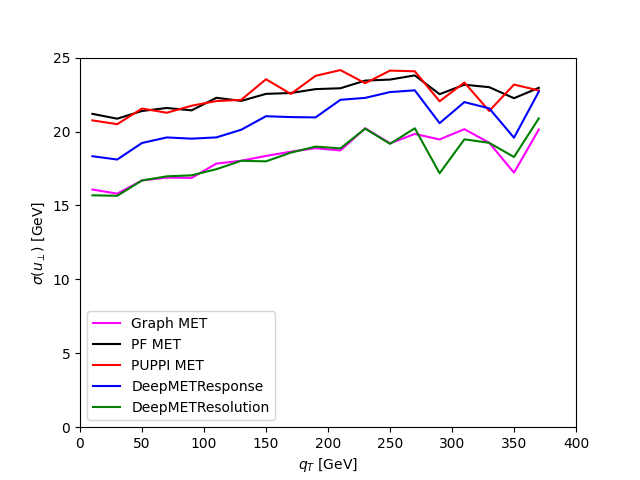 25
20
15
10
5
0
σ(u⊥) [GeV]
Graph MET
PF MET
PUPPI MET
DeepMETResponse
DeepMETResolution
0 50 100 150 200 250 300 350 400
qT [GeV]